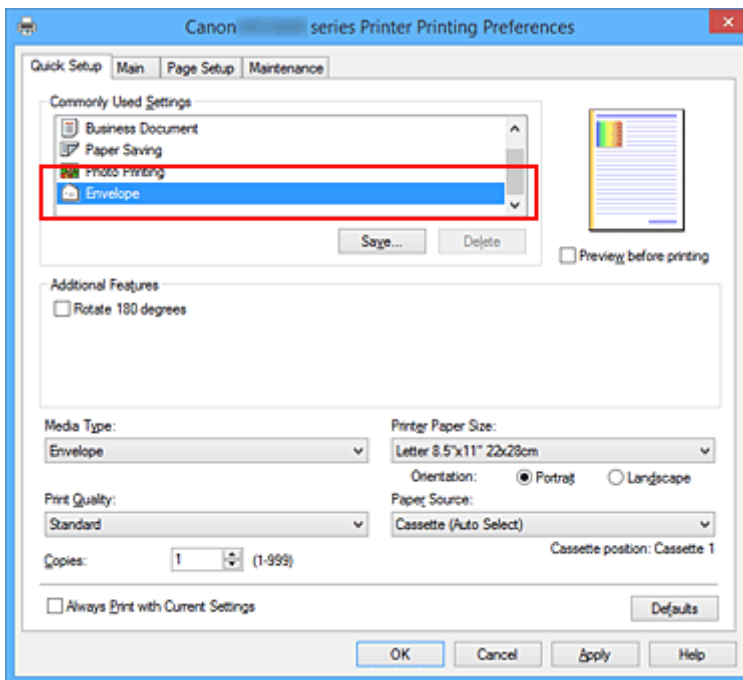 Canon series Printer Printing Preferences
Quick Setup Main Page Setup Maintenance
Commonly Used Settings
Business Document
Paper Saving
Photo Printing
Envelope
Save... Delete
Preview before printing
Additional Features
Rotate 180 degrees
Media Type: Printer Paper Size:
Envelope Letter 8.5"x11" 22x28cm
Orientation: Portrait Landscape
Print Quality: Paper Source:
Standard Cassette (Auto Select)
Cassette position: Cassette 1
Copies: 1 (1-999)
Always Print with Current Settings Defaults
OK Cancel Apply Help